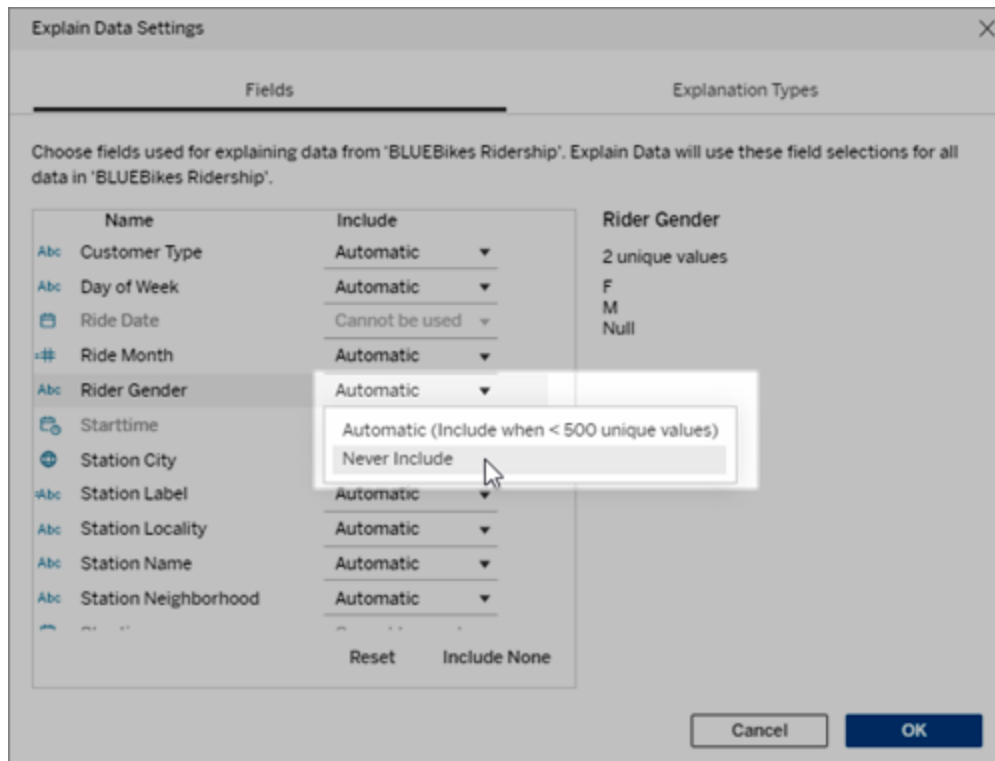 Explain Data Settings
Fields
Explanation Types
Choose fields used for explaining data from 'BLUEBikes Ridership'. Explain Data will use these field selections for all
data in 'BLUEBikes Ridership'.
Name Include
Abc Customer Type Automatic
Abc Day of Week Automatic
Ride Date Cannot be used
=# Ride Month Automatic
Abc Rider Gender Automatic
Starttime
Automatic (Include when < 500 unique values)
Station City
Never Include
=Abc Station Label Automatic
Abc Station Locality Automatic
Abc Station Name Automatic
Abc Station Neighborhood Automatic
Reset Include None
Rider Gender
2 unique values
F
M
Null
Cancel OK